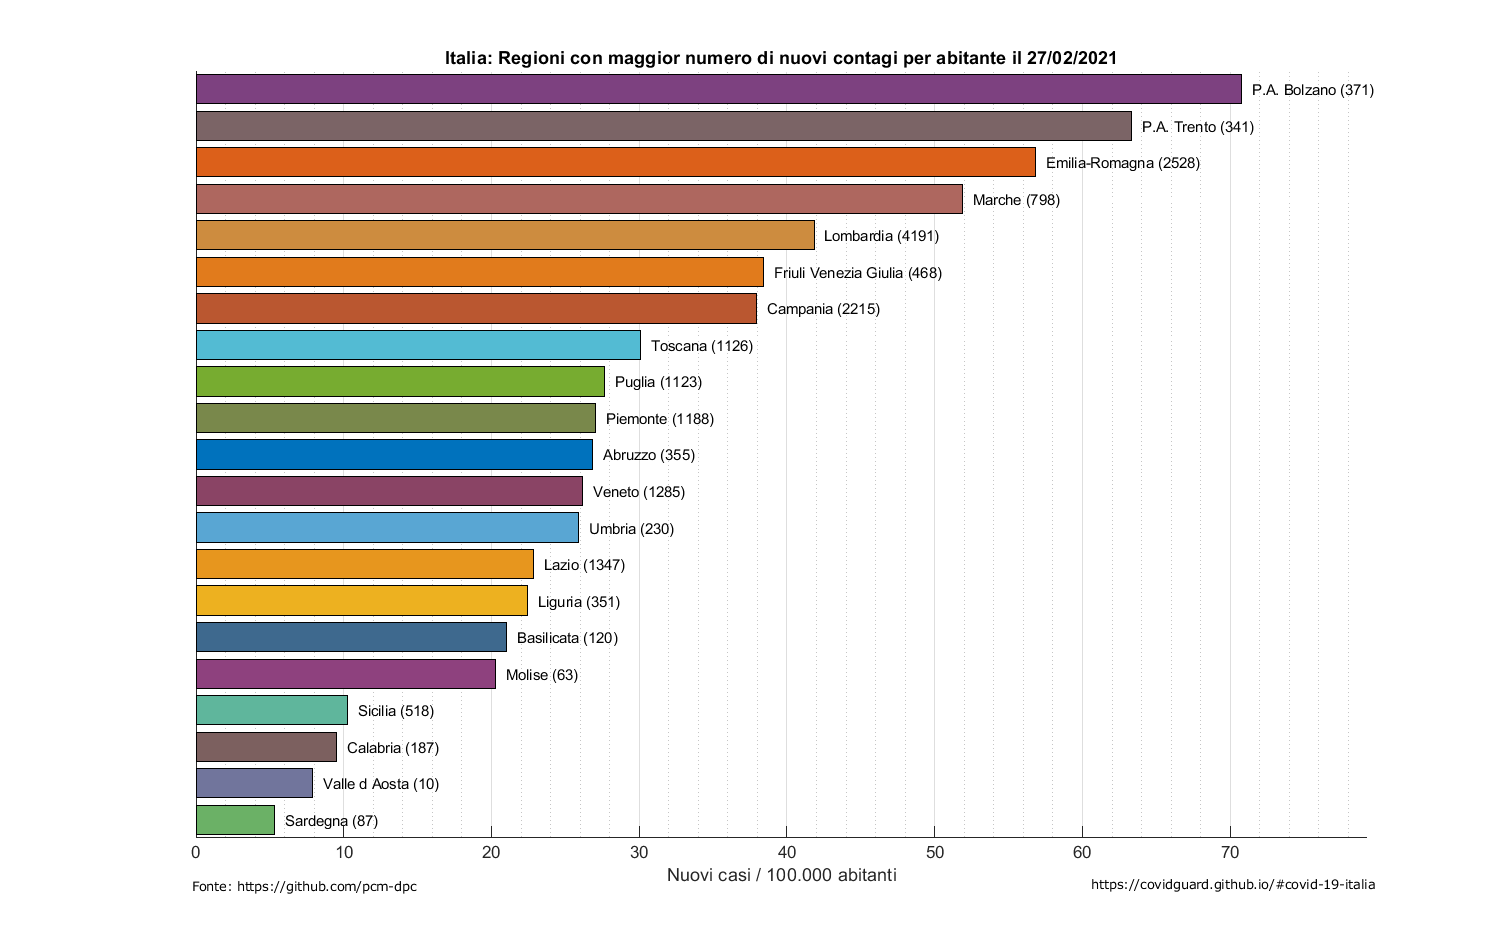 Italia: Regioni con maggior numero di nuovi contagi per abitante il 27/02/2021
P.A. Bolzano (371)
P.A. Trento (341)
Emilia-Romagna (2528)
Marche (798)
Lombardia (4191)
Friuli Venezia Giulia (468)
Campania (2215)
Toscana (1126)
Puglia (1123)
Piemonte (1188)
Abruzzo (355)
Veneto (1285)
Umbria (230)
Lazio (1347)
Liguria (351)
Basilicata (120)
Molise (63)
Sicilia (518)
Calabria (187)
Valle d Aosta (10)
Sardegna (87)
0 10 20 30 40 50 60 70
Nuovi casi / 100.000 abitanti
Fonte: https://github.com/pcm-dpc
https://covidguard.github.io/#covid-19-italia